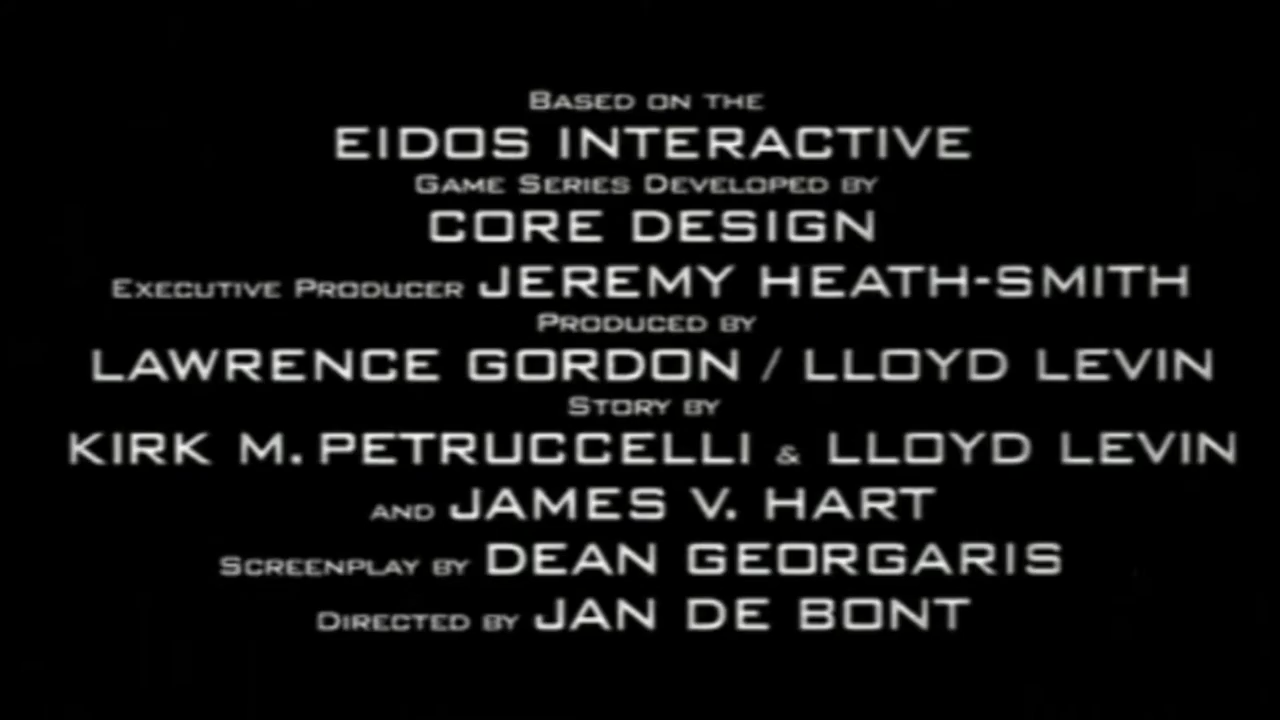 BASED ON THE
EIDOS INTERACTIVE
GAME SERIES DEVELOPED BY
CORE DESIGN
EXECUTIVE PRODUCER JEREMY HEATH-SMITH
PRODUCED BY
LAWRENCE GORDON / LLOYD LEVIN
STORY BY
KIRK M. PETRUCCELLI & LLOYD LEVIN
AND JAMES V. HART
SCREENPLAY BY DEAN GEORGARIS
DIRECTED BY JAN DE BONT